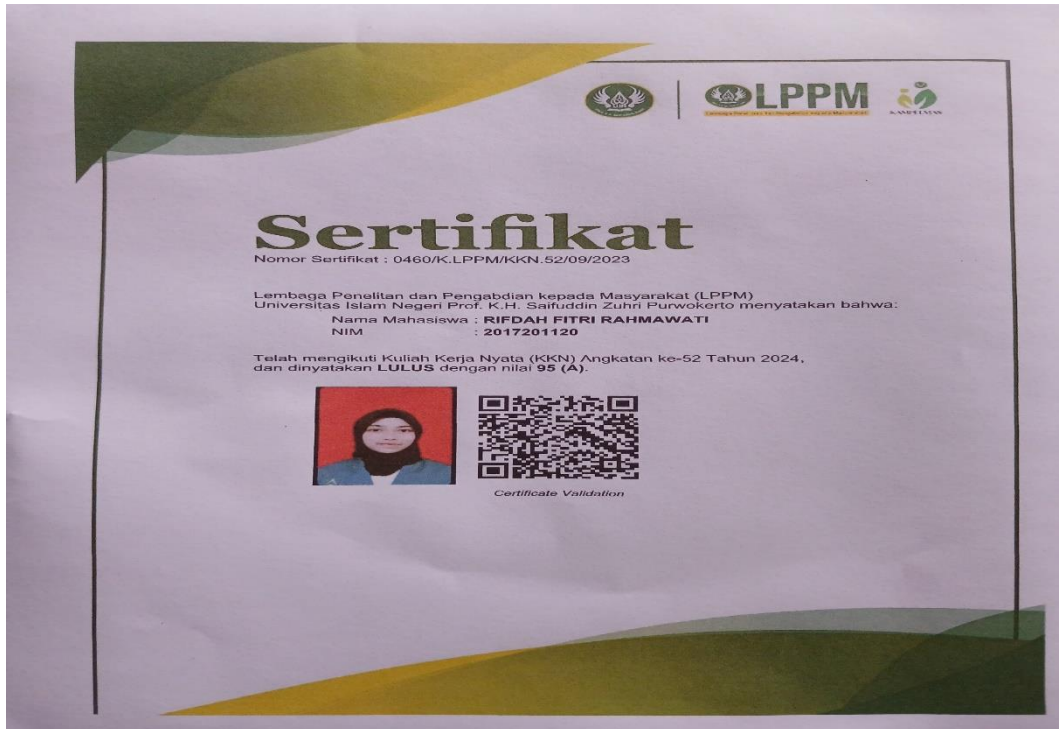 LPPM
KAMPELMAS
Sertifikat
Nomor Sertifikat : 0460/K.LPPM/KKN.52/09/2023
Lembaga Penelitan dan Pengabdian kepada Masyarakat (LPPM)
Universitas Islam Negeri Prof. K.H. Saifuddin Zuhri Purwokerto menyatakan bahwa:
Nama Mahasiswa : RIFDAH FITRI RAHMAWATI
NIM : 2017201120
Telah mengikuti Kuliah Kerja Nyata (KKN) Angkatan ke-52 Tahun 2024,
dan dinyatakan LULUS dengan nilai 95 (A).
Certificate Validation